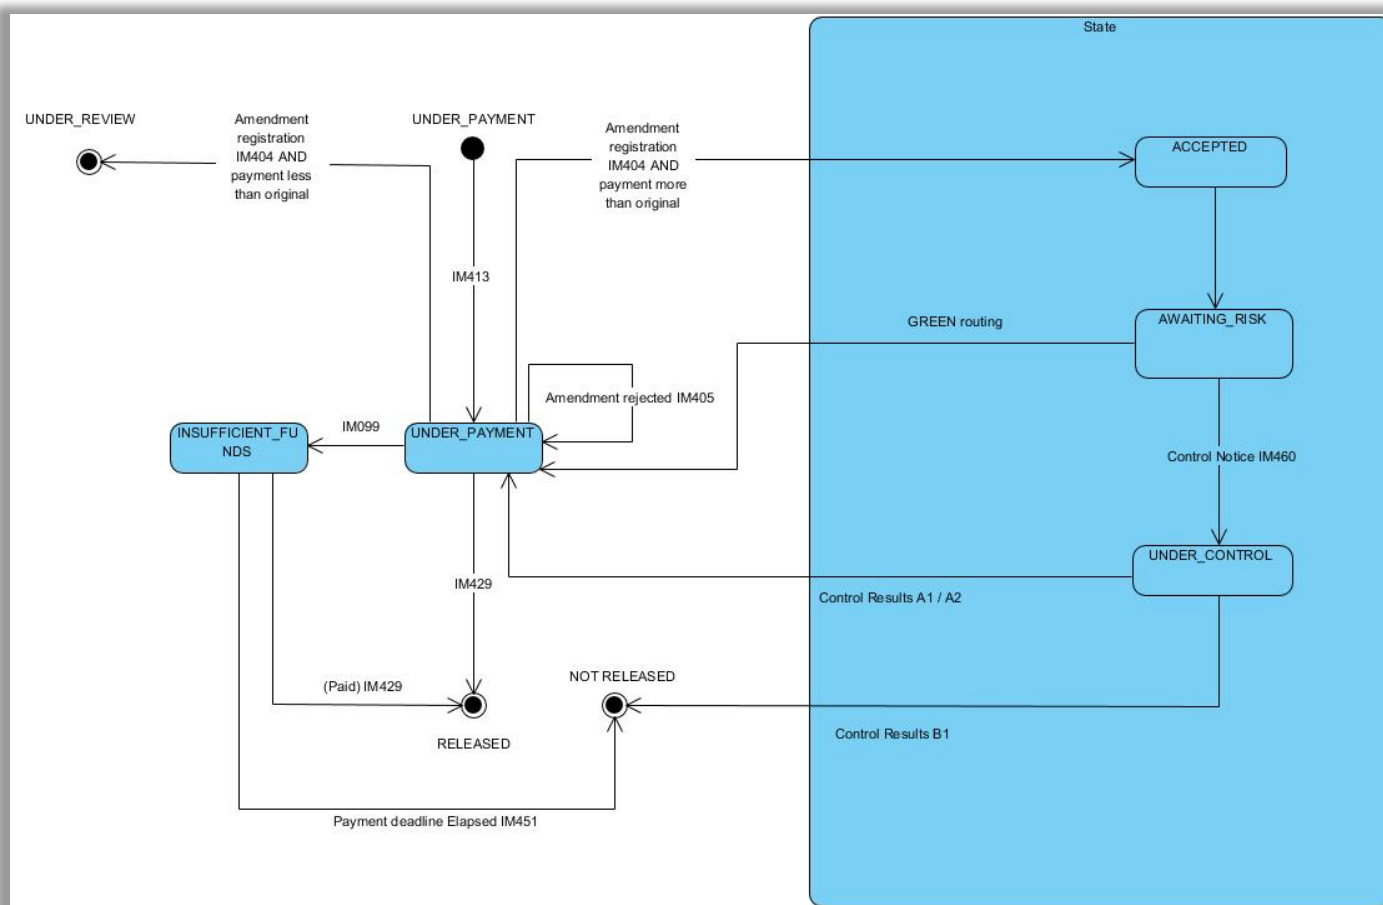 State
UNDER_REVIEW
Amendment
registration
IM404 AND
payment less
than original
UNDER_PAYMENT
Amendment
registration
IM404 AND
payment more
than original
ACCEPTED
IM413
GREEN routing
AWAITING_RISK
Amendment rejected IM405
INSUFFICIENT_FU
NDS
IM099
UNDER_PAYMENT
Control Notice IM460
UNDER_CONTROL
IM429
Control Results A1 / A2
(Paid) IM429
NOT RELEASED
RELEASED
Control Results B1
Payment deadline Elapsed IM451